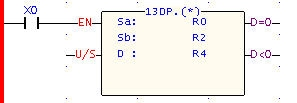 X0
13DP.(*)
EN Sa: R0 D=0
Sb: R2
U/S D : R4 D<0